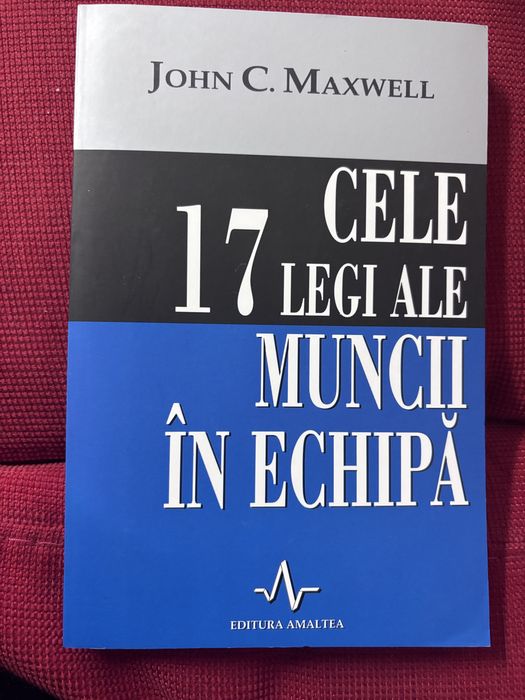 JOHN C. MAXWELL
CELE
17 LEGI ALE
MUNCII
ÎN ECHIPĂ
EDITURA AMALTEA